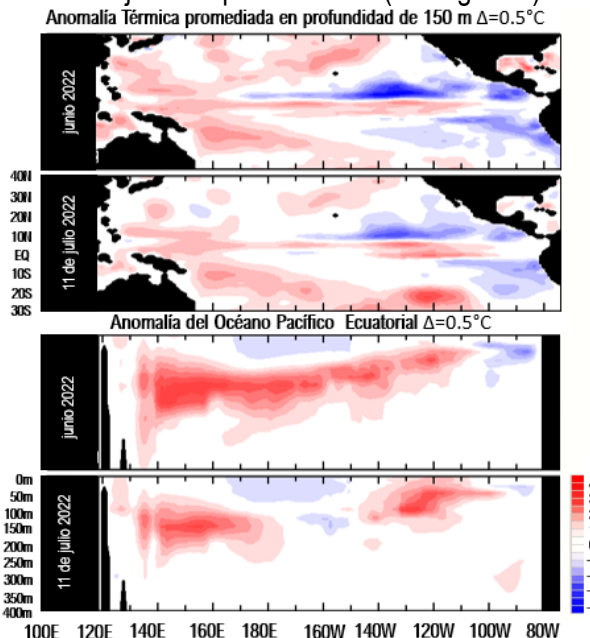 Anomalía Térmica promediada en profundidad de 150 m Δ=0.5°C
junio 2022
11 de julio 2022
40N
30N
20N
10N
EQ
10S
20S
30S
Anomalía del Océano Pacífico Ecuatorial Δ=0.5°C
junio 2022
11 de julio 2022
0m
50m
100m
150m
200m
250m
300m
350m
400m
100E 120E 140E 160E 180E 160W 140W 120W 100W 80W